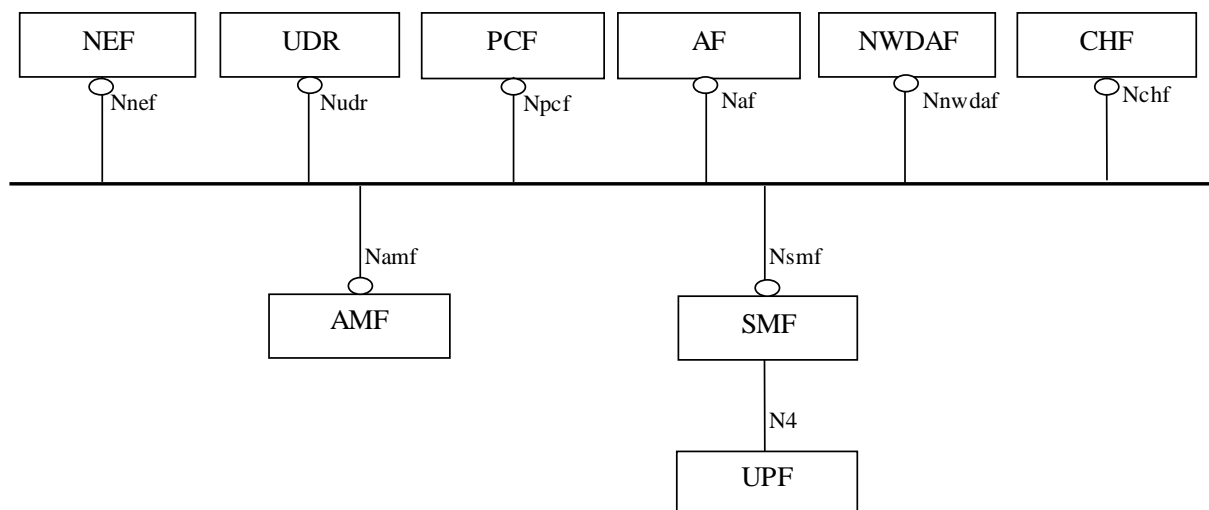 NEF UDR PCF AF NWDAF CHF
Nnef Nudr Npcf Naf Nnwdaf Nchf
Namf Nsmf
AMF SMF
N4
UPF